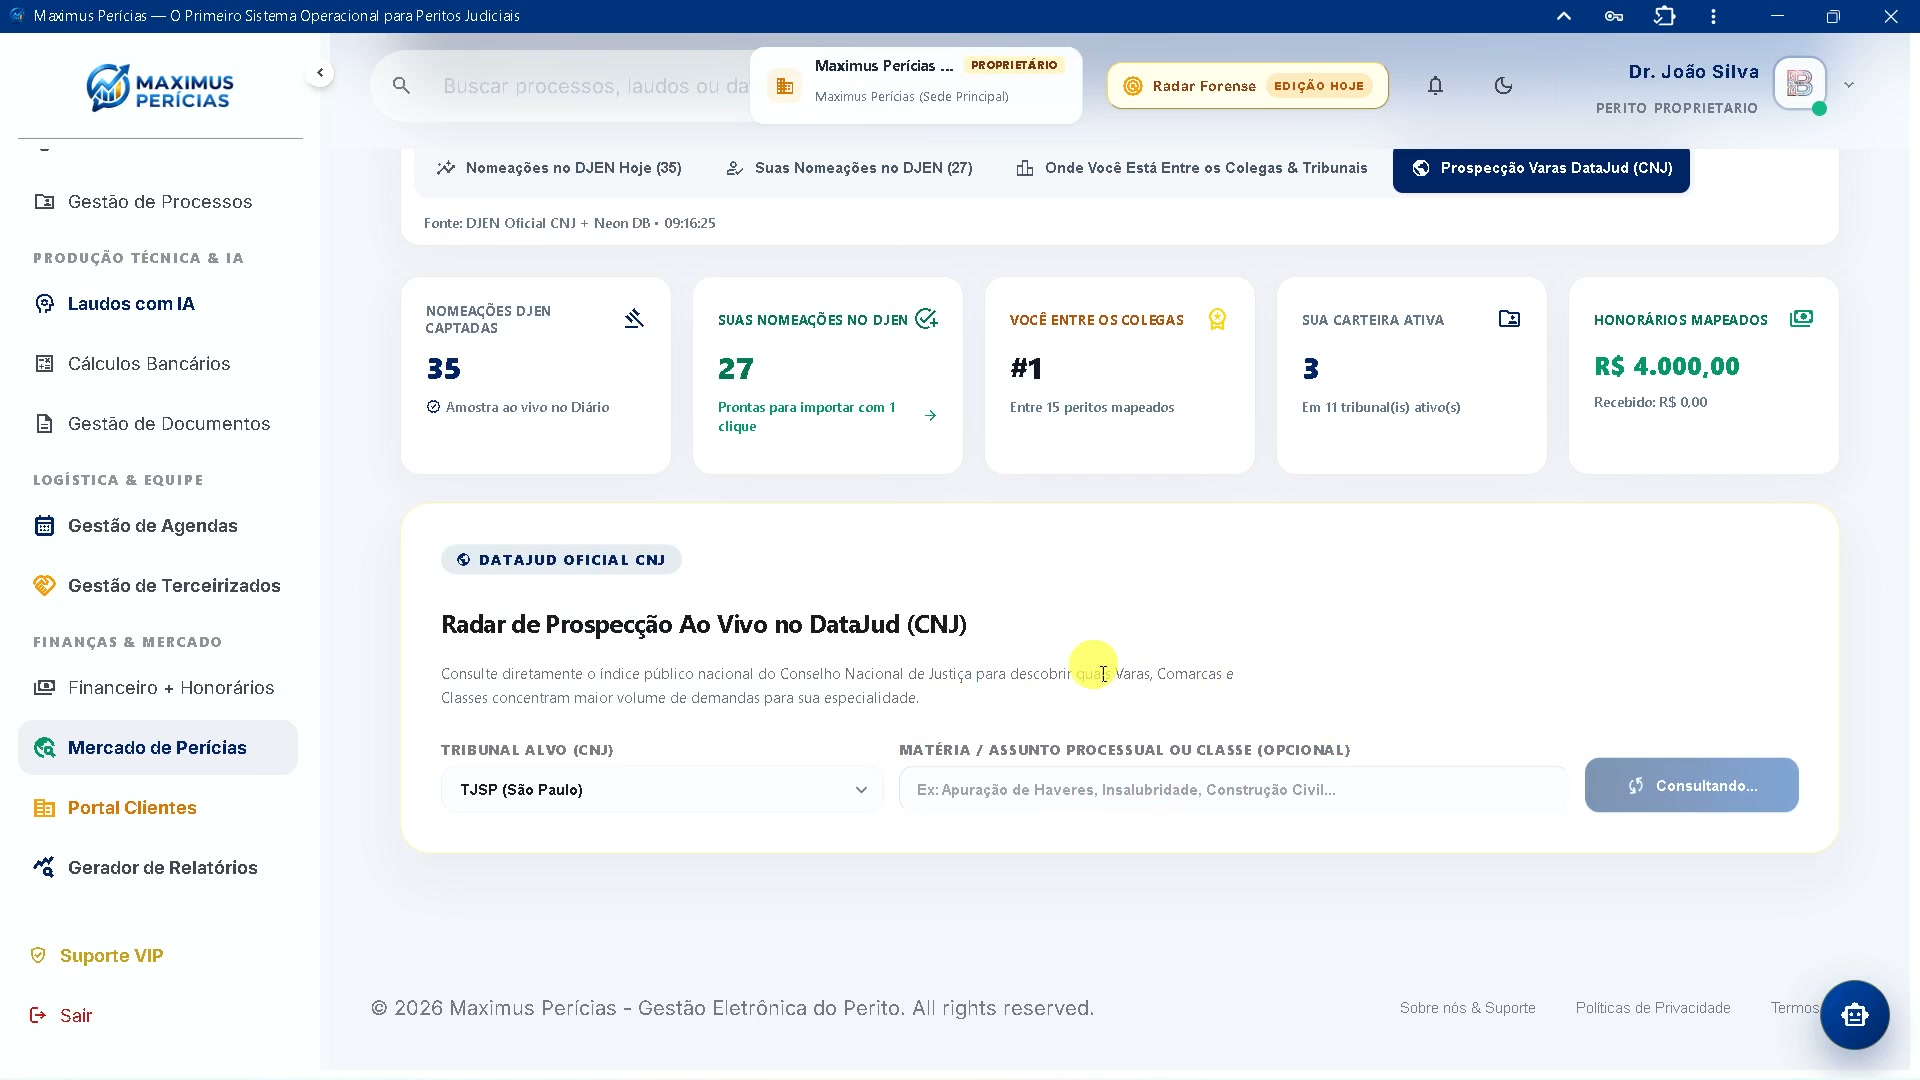 Maximus Perícias — O Primeiro Sistema Operacional para Peritos Judiciais
MAXIMUS
PERÍCIAS
Buscar processos, laudos ou da
Maximus Perícias ...
PROPRIETÁRIO
Maximus Perícias (Sede Principal)
Radar Forense
EDIÇÃO HOJE
Dr. João Silva
PERITO PROPRIETARIO
Gestão de Processos
PRODUÇÃO TÉCNICA & IA
Laudos com IA
Cálculos Bancários
Gestão de Documentos
LOGÍSTICA & EQUIPE
Gestão de Agendas
Gestão de Terceirizados
FINANÇAS & MERCADO
Financeiro + Honorários
Mercado de Perícias
Portal Clientes
Gerador de Relatórios
Suporte VIP
Sair
Nomeações no DJEN Hoje (35)
Suas Nomeações no DJEN (27)
Onde Você Está Entre os Colegas & Tribunais
Prospecção Varas DataJud (CNJ)
Fonte: DJEN Oficial CNJ + Neon DB • 09:16:25
NOMEAÇÕES DJEN
CAPTADAS
35
Amostra ao vivo no Diário
SUAS NOMEAÇÕES NO DJEN
27
Prontas para importar com 1
clique
VOCÊ ENTRE OS COLEGAS
#1
Entre 15 peritos mapeados
SUA CARTEIRA ATIVA
3
Em 11 tribunal(is) ativo(s)
HONORÁRIOS MAPEADOS
R$ 4.000,00
Recebido: R$ 0,00
DATAJUD OFICIAL CNJ
Radar de Prospecção Ao Vivo no DataJud (CNJ)
Consulte diretamente o índice público nacional do Conselho Nacional de Justiça para descobrir quais Varas, Comarcas e
Classes concentram maior volume de demandas para sua especialidade.
TRIBUNAL ALVO (CNJ)
TJSP (São Paulo)
MATÉRIA / ASSUNTO PROCESSUAL OU CLASSE (OPCIONAL)
Ex: Apuração de Haveres, Insalubridade, Construção Civil...
Consultando...
© 2026 Maximus Perícias - Gestão Eletrônica do Perito. All rights reserved.
Sobre nós & Suporte
Políticas de Privacidade
Termos